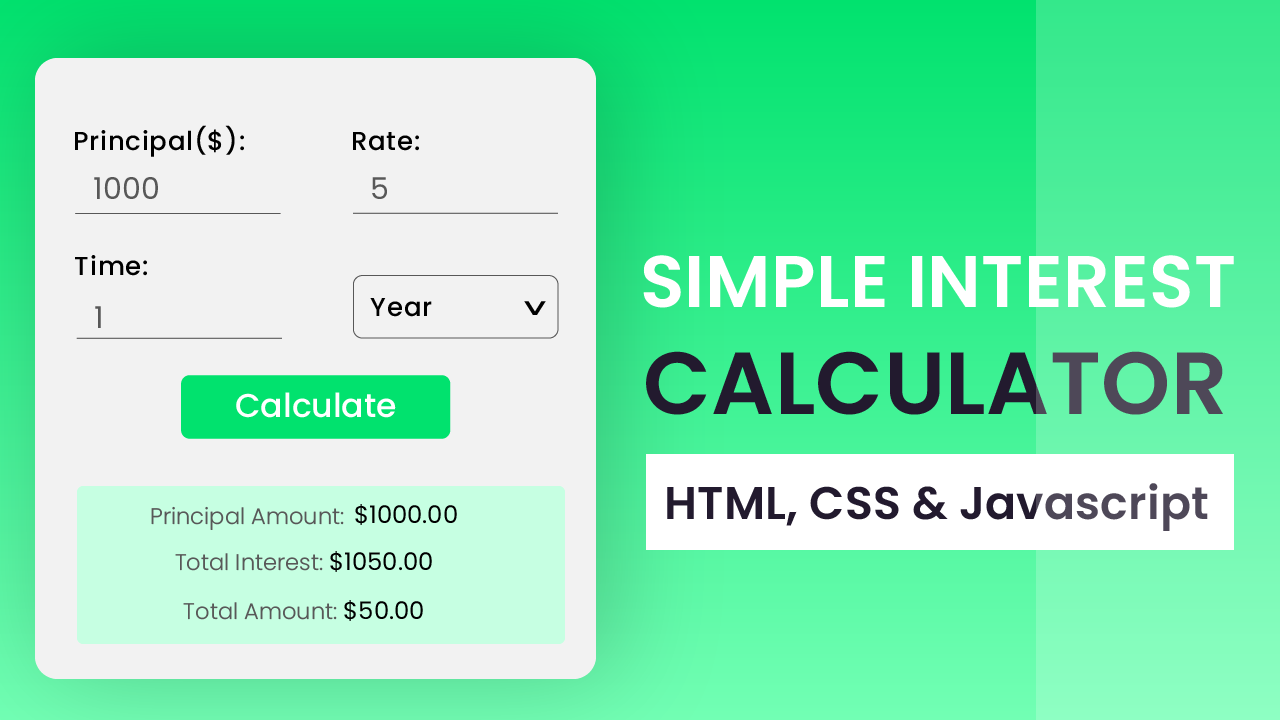 Principal($):
1000
Rate:
5
Time:
1
Year
Calculate
Principal Amount: $1000.00
Total Interest: $1050.00
Total Amount: $50.00
SIMPLE INTEREST
CALCULATOR
HTML, CSS & Javascript